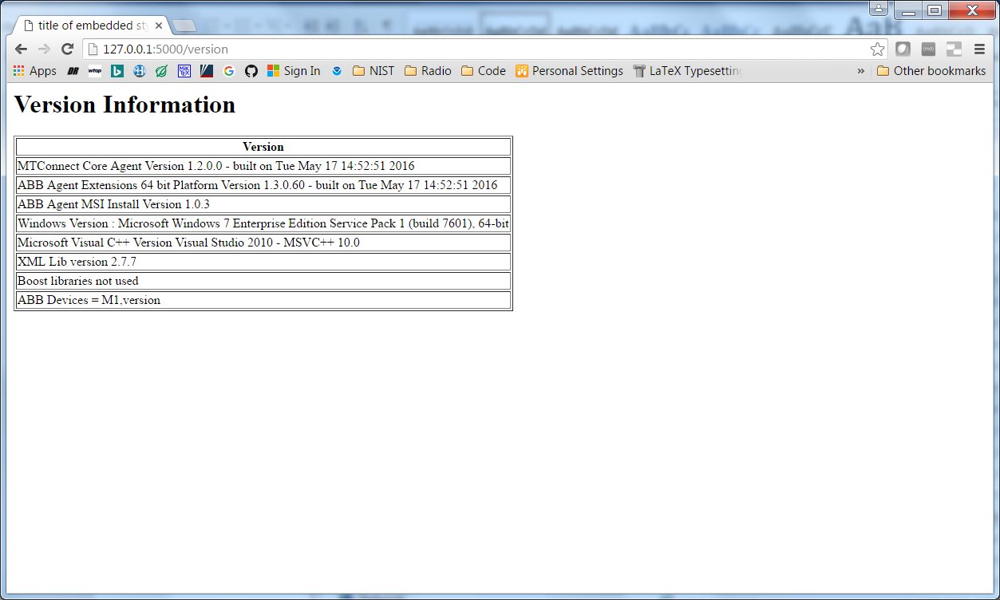 title of embedded st
127.0.0.1:5000/version
Apps DR wtop Sign In NIST Radio Code Personal Settings LaTeX Typesetting » Other bookmarks
Version Information
Version
MTConnect Core Agent Version 1.2.0.0 - built on Tue May 17 14:52:51 2016
ABB Agent Extensions 64 bit Platform Version 1.3.0.60 - built on Tue May 17 14:52:51 2016
ABB Agent MSI Install Version 1.0.3
Windows Version : Microsoft Windows 7 Enterprise Edition Service Pack 1 (build 7601), 64-bit
Microsoft Visual C++ Version Visual Studio 2010 - MSVC++ 10.0
XML Lib version 2.7.7
Boost libraries not used
ABB Devices = M1,version